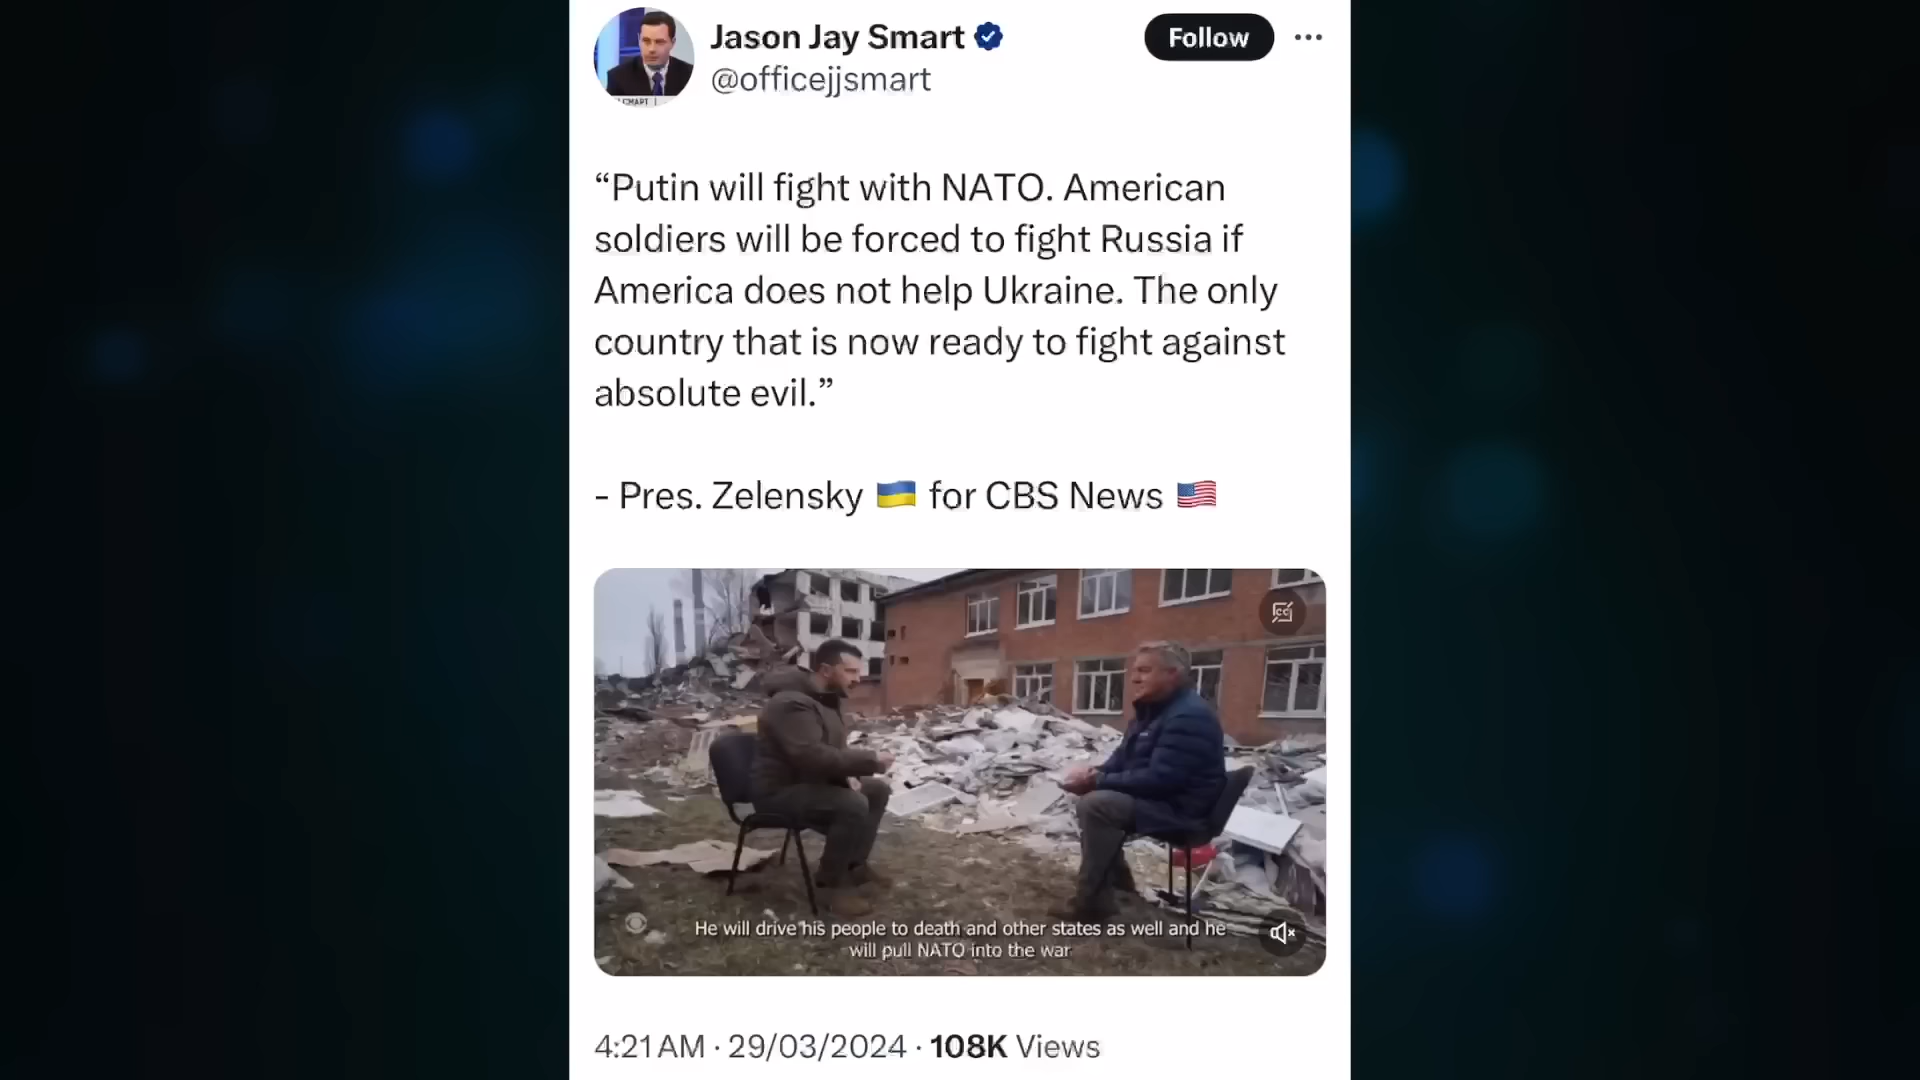 Jason Jay Smart
Follow
@officejjsmart
“Putin will fight with NATO. American
soldiers will be forced to fight Russia if
America does not help Ukraine. The only
country that is now ready to fight against
absolute evil.”
- Pres. Zelensky 🇺🇦 for CBS News 🇺🇸
He will drive his people to death and other states as well and he
will pull NATO into the war
4:21 AM · 29/03/2024 · 108K Views